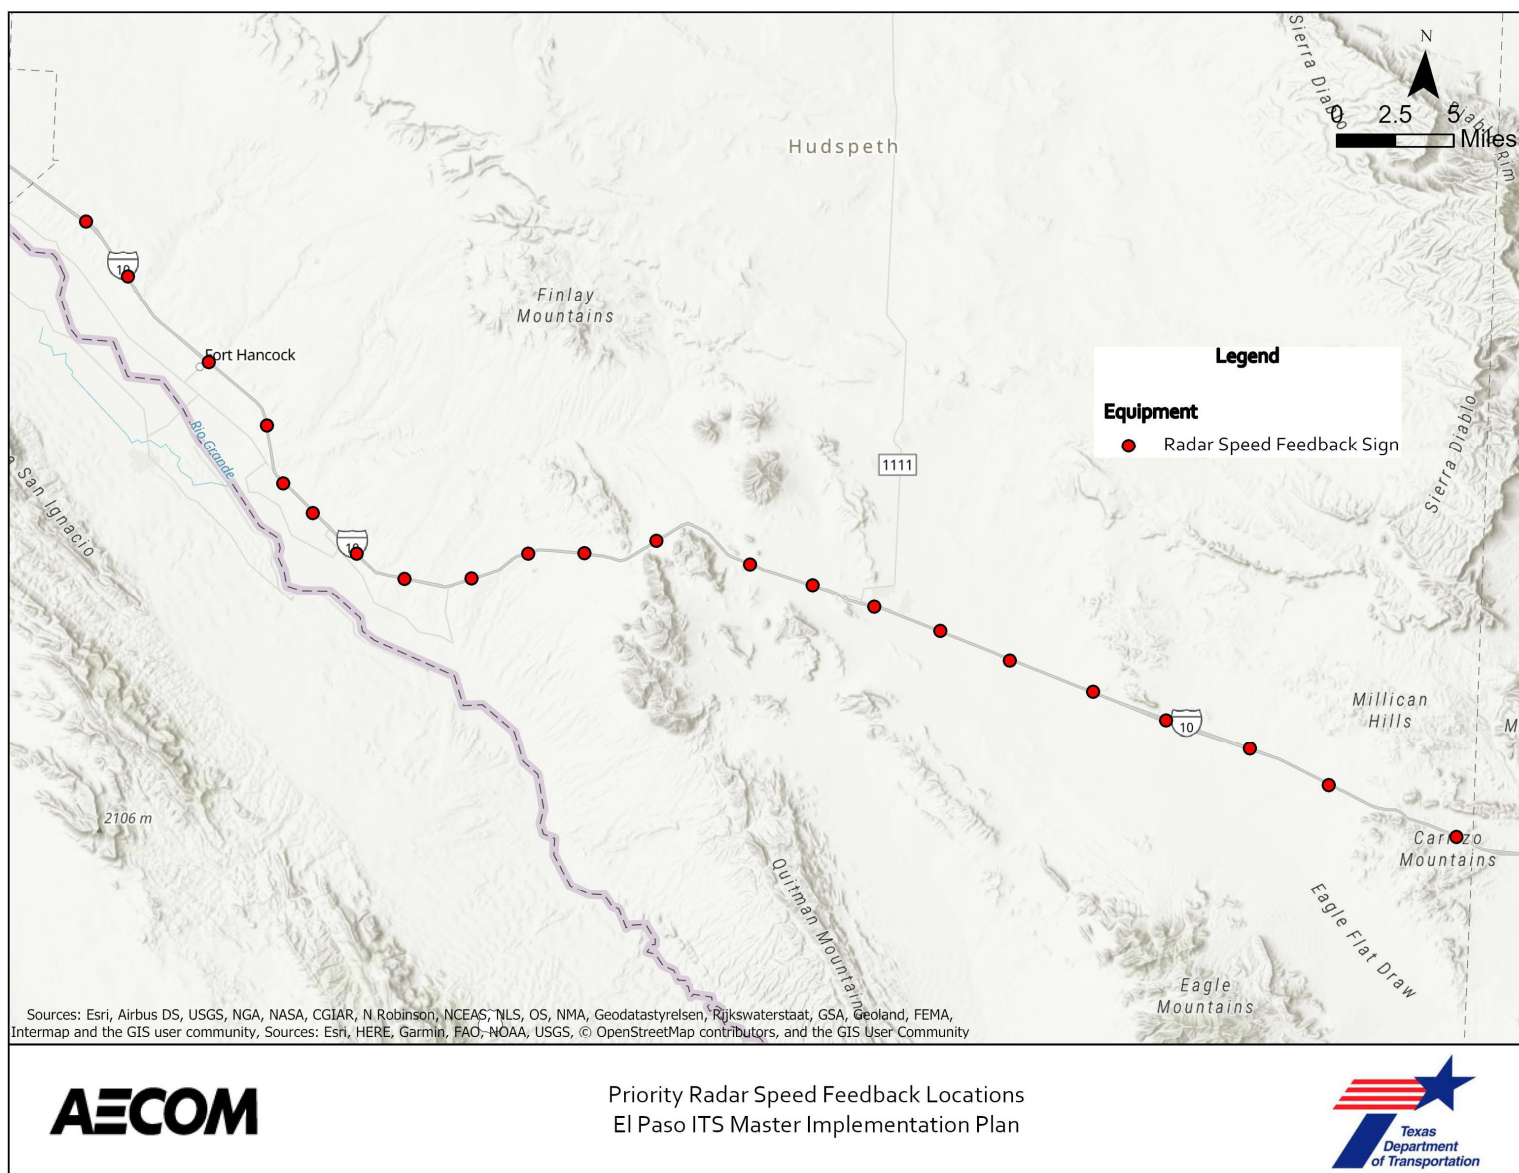 Sierra Diablo
N
0 2.5 5
Miles
Diablo Rim
Hudspeth
10
Finlay
Mountains
Fort Hancock
Legend
Equipment
Radar Speed Feedback Sign
Rio Grande
1111
Sierra Diablo
San Ignacio
10
Millican
Hills
M
10
2106 m
Carrizo
Mountains
Quitman Mountains
Eagle Flat Draw
Eagle
Mountains
Sources: Esri, Airbus DS, USGS, NGA, NASA, CGIAR, N Robinson, NCEAS, NLS, OS, NMA, Geodatastyrelsen, Rijkswaterstaat, GSA, Geoland, FEMA,
Intermap and the GIS user community, Sources: Esri, HERE, Garmin, FAO, NOAA, USGS, © OpenStreetMap contributors, and the GIS User Community
AECOM
Priority Radar Speed Feedback Locations
El Paso ITS Master Implementation Plan
Texas
Department
of Transportation